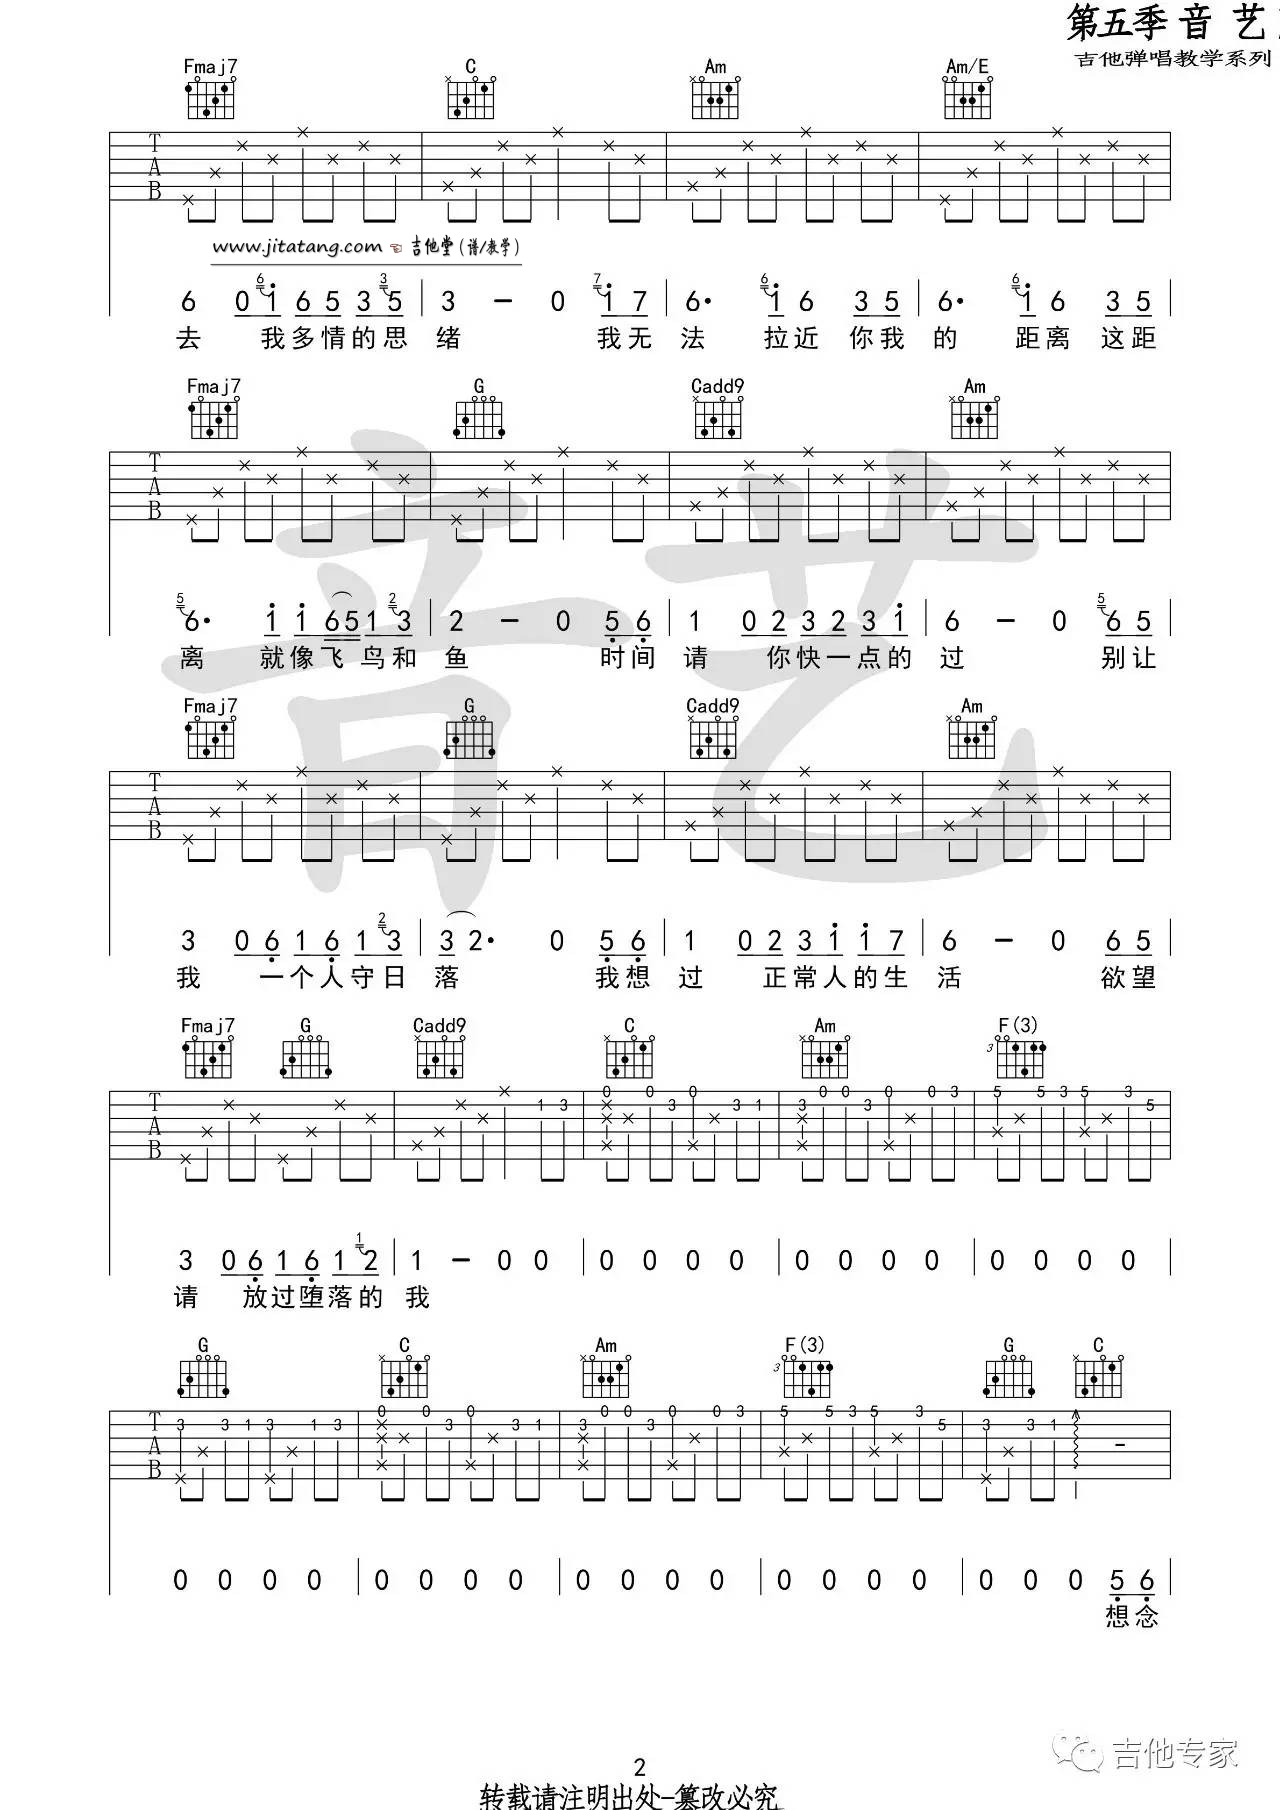 第五季音 艺
吉他弹唱教学系列
Fmaj7 C Am Am/E
T
A
B
www.jitatang.com ☜ 吉他堂(谱/教学)
6 0 1 6 5 3 5 | 3 - 0 1 7 | 6· 1 6 3 5 | 6· 1 6 3 5 |
去 我多情的思 绪 我无 法 拉近 你我 的 距离 这距
Fmaj7 G Cadd9 Am
T
A
B
6· 1 1 6 5 1 3 | 2 - 0 5 6 | 1 0 2 3 2 3 1 | 6 - 0 6 5 |
离 就像飞 鸟和 鱼 时间 请 你快一点的 过 别让
Fmaj7 G Cadd9 Am
T
A
B
3 0 6 1 6 1 3 | 3 2· 0 5 6 | 1 0 2 3 1 1 7 | 6 - 0 6 5 |
我 一个人守日 落 我想 过 正常人的生 活 欲望
Fmaj7 G Cadd9 C Am F(3)
T
A
B
3 0 6 1 6 1 2 | 1 - 0 0 | 0 0 0 0 | 0 0 0 0 | 0 0 0 0 |
请 放过堕落的 我
G C Am F(3) G C
T
A
B
0 0 0 0 | 0 0 0 0 | 0 0 0 0 | 0 0 0 0 | 0 0 0 5 6 |
想念
音艺
吉他专家
2
转载请注明出处-篡改必究